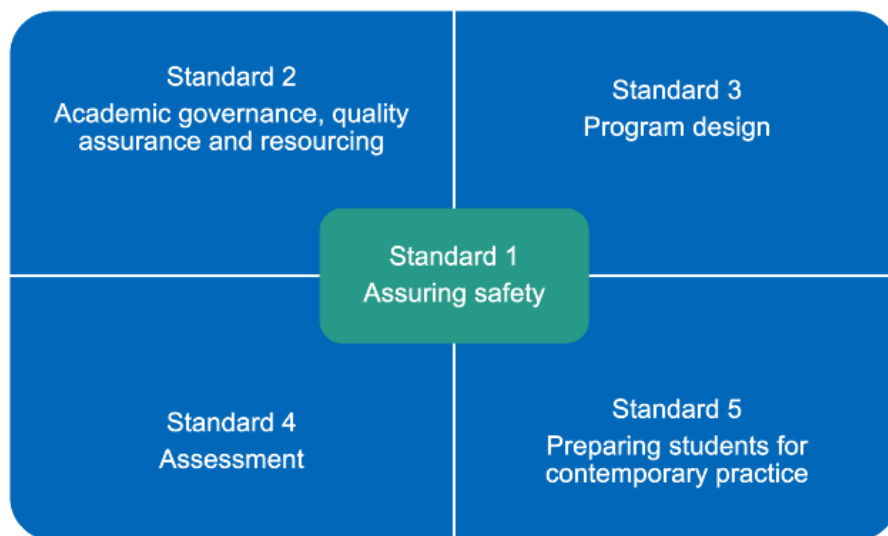 Standard 2
Academic governance, quality
assurance and resourcing
Standard 3
Program design
Standard 1
Assuring safety
Standard 4
Assessment
Standard 5
Preparing students for
contemporary practice